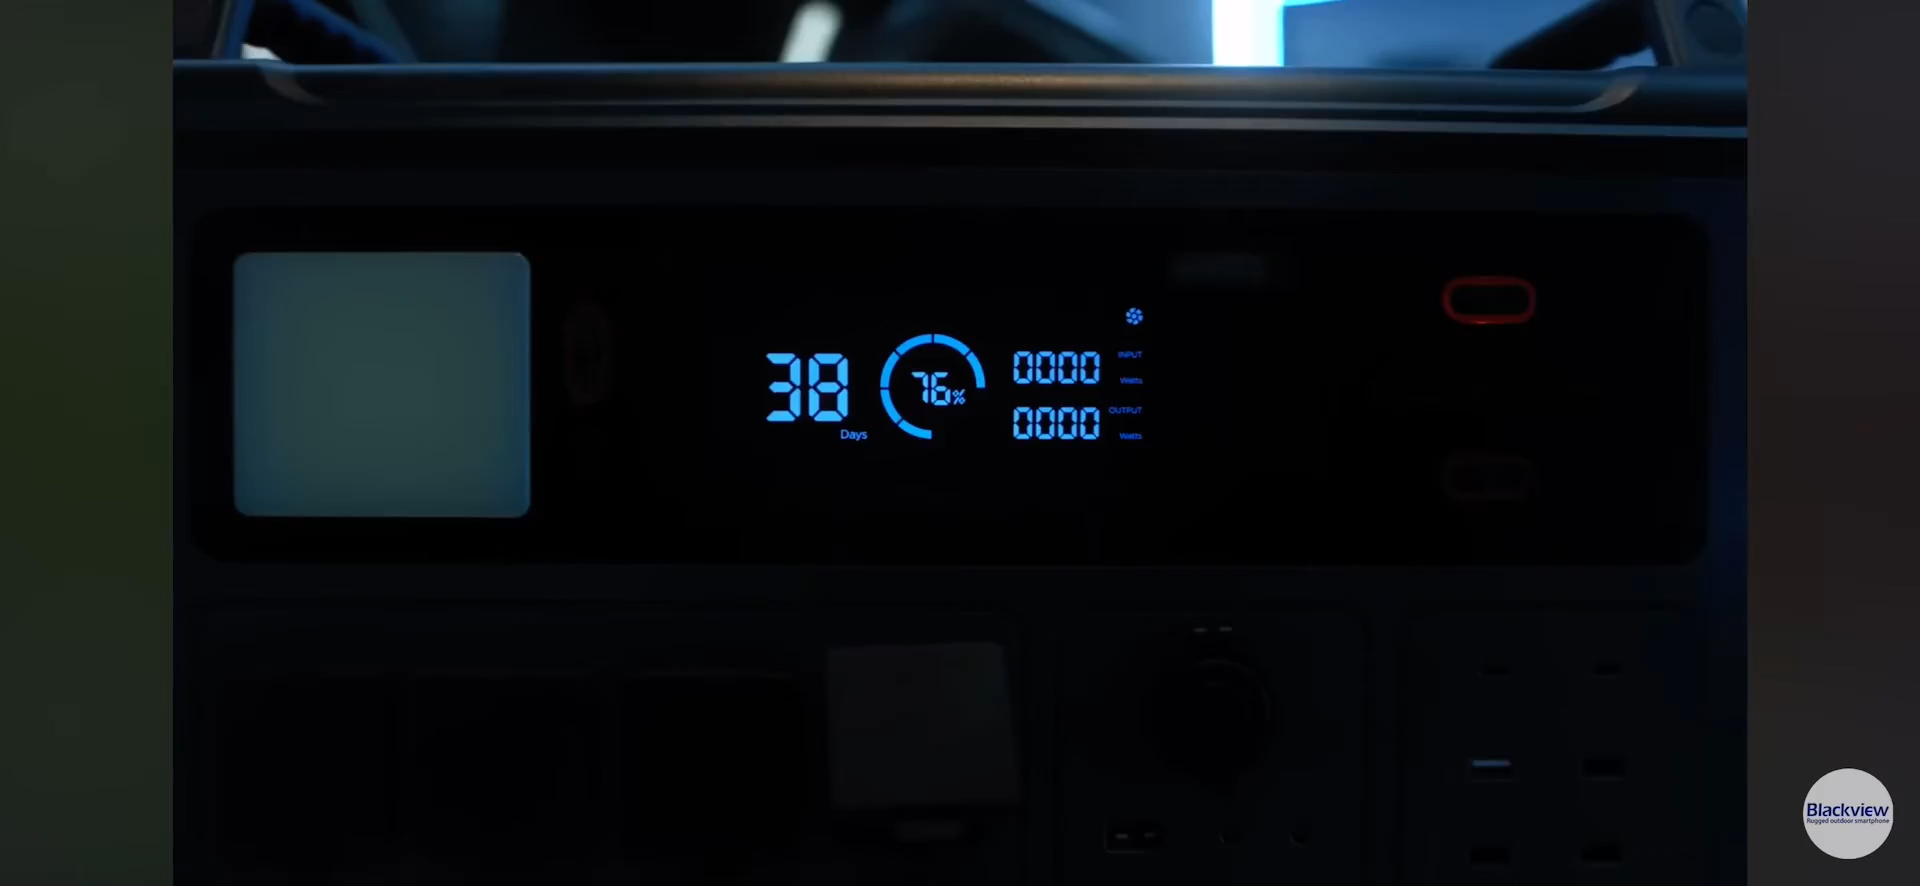 38
Days
76%
0000
INPUT
Watts
0000
OUTPUT
Watts
Blackview
Rugged outdoor smartphone